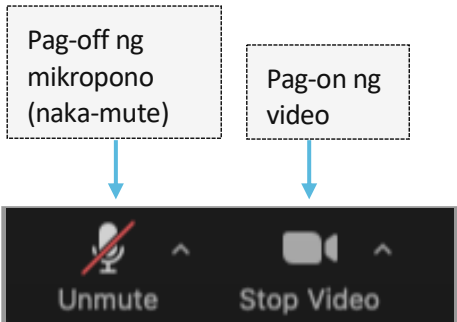 Pag-off ng
mikropono
(naka-mute)
Pag-on ng
video
Unmute
Stop Video